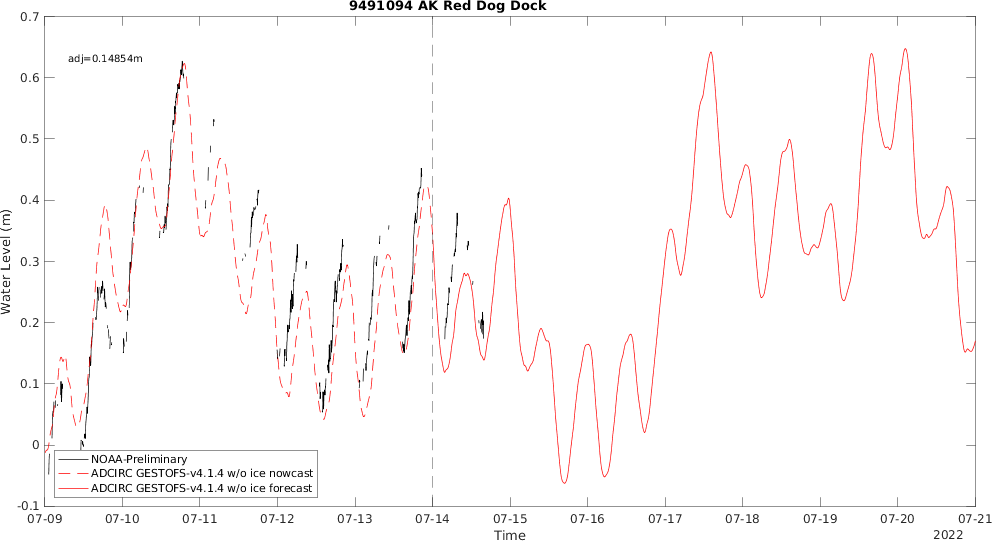 9491094 AK Red Dog Dock
0.7
adj=0.14854m
0.6
0.5
0.4
0.3
0.2
0.1
0
-0.1
Water Level (m)
NOAA-Preliminary
ADCIRC GESTOFS-v4.1.4 w/o ice nowcast
ADCIRC GESTOFS-v4.1.4 w/o ice forecast
07-09 07-10 07-11 07-12 07-13 07-14 07-15 07-16 07-17 07-18 07-19 07-20 07-21
Time
2022